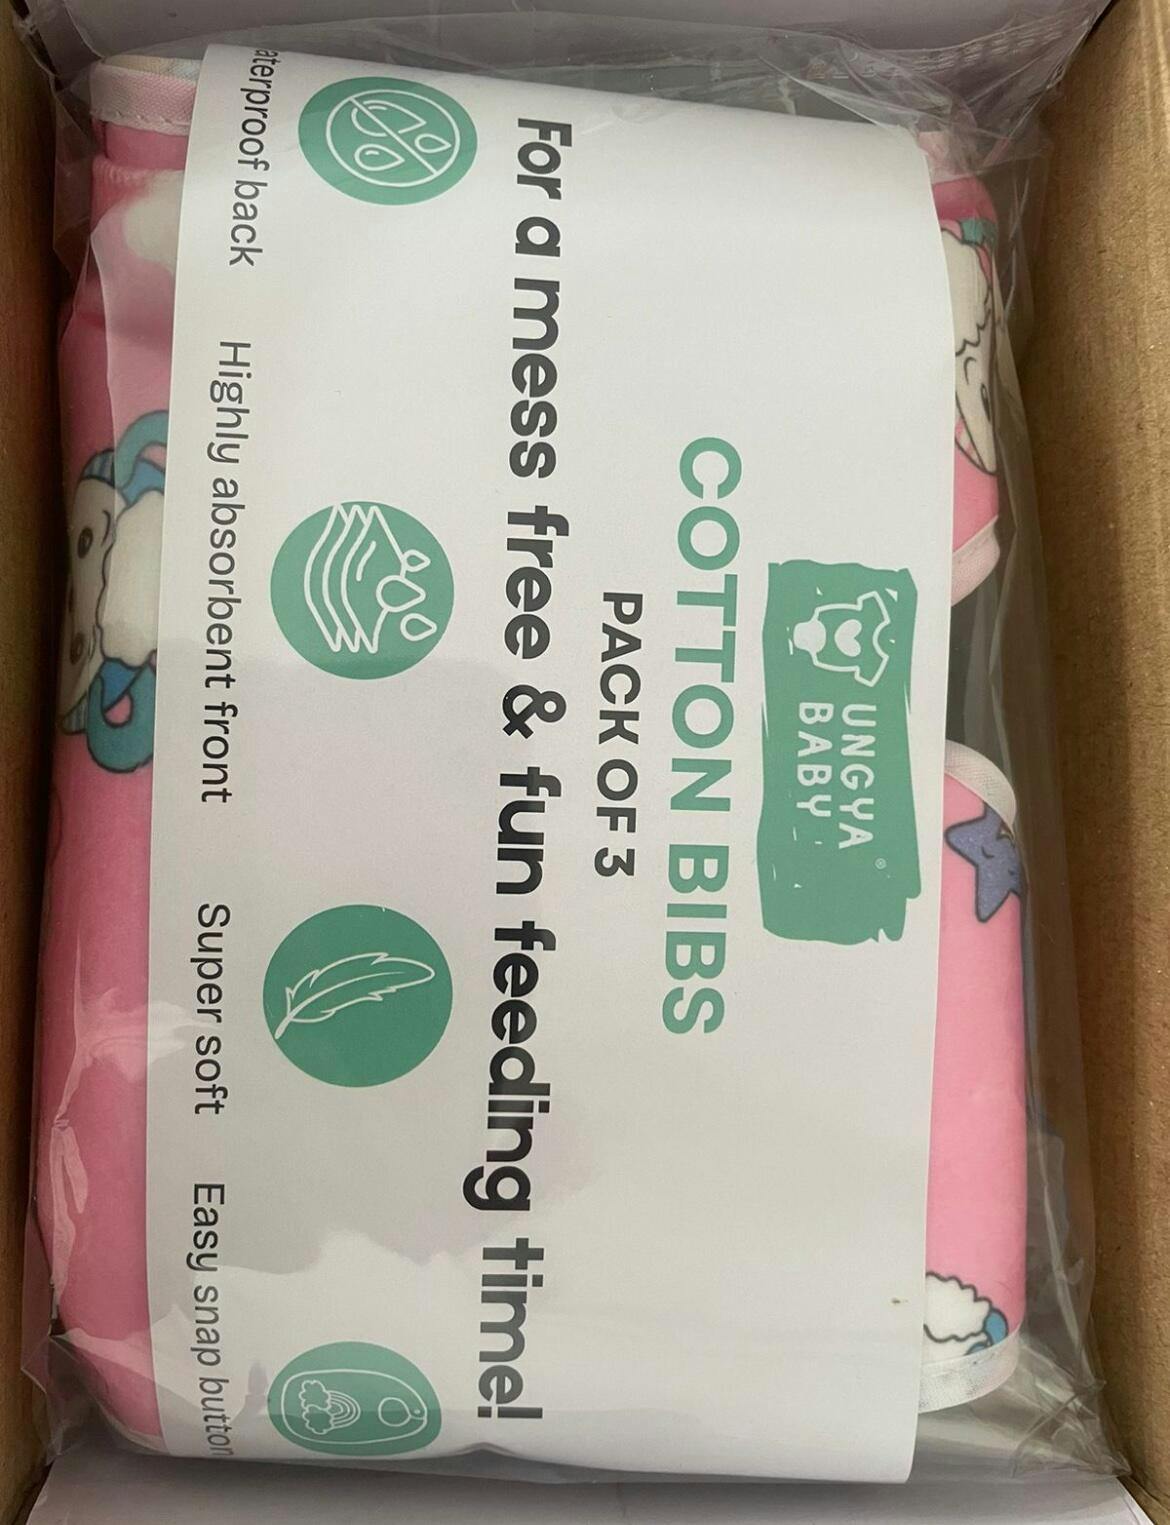 UNGYA
BABY
®
COTTON BIBS
PACK OF 3
For a mess free & fun feeding time!
aterproof back
Highly absorbent front
Super soft
Easy snap button